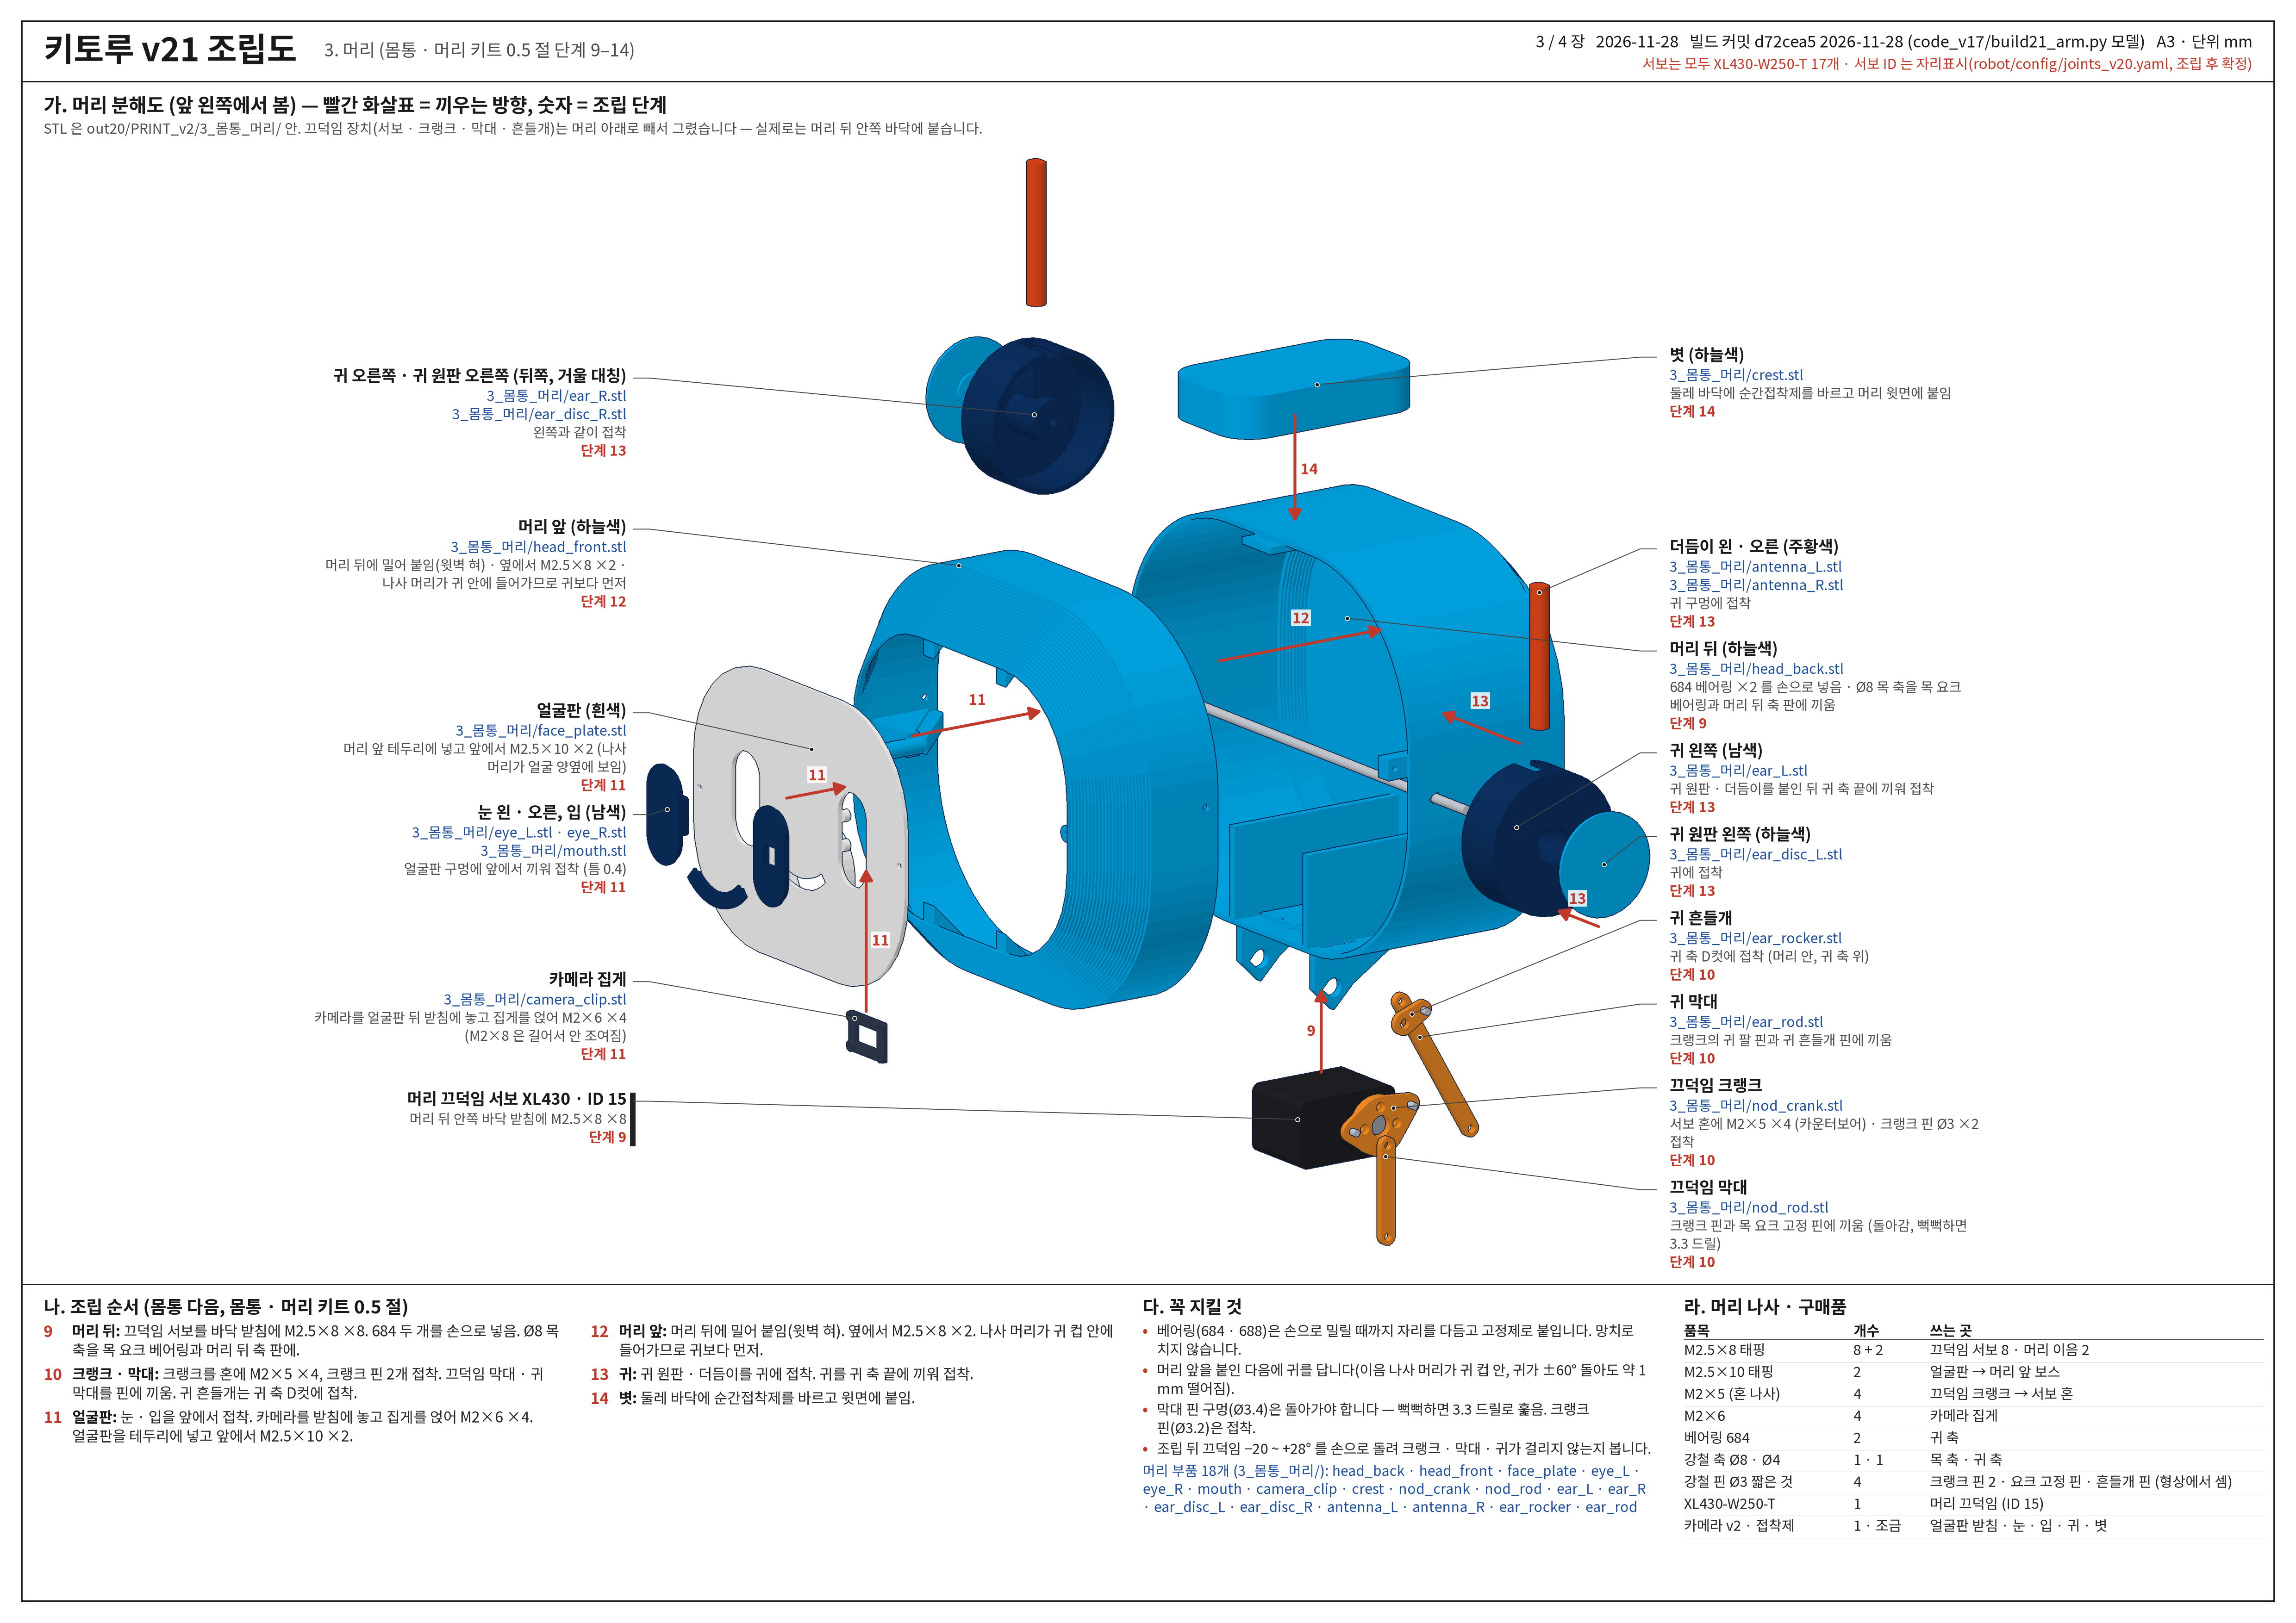 키토루 v21 조립도
3. 머리 (몸통 · 머리 키트 0.5 절 단계 9–14)
3 / 4 장 2026-11-28 빌드 커밋 d72cea5 2026-11-28 (code_v17/build21_arm.py 모델) A3 · 단위 mm
서보는 모두 XL430-W250-T 17개 · 서보 ID 는 자리표시(robot/config/joints_v20.yaml, 조립 후 확정)
가. 머리 분해도 (앞 왼쪽에서 봄) — 빨간 화살표 = 끼우는 방향, 숫자 = 조립 단계
STL 은 out20/PRINT_v2/3_몸통_머리/ 안. 끄덕임 장치(서보 · 크랭크 · 막대 · 흔들개)는 머리 아래로 빼서 그렸습니다 — 실제로는 머리 뒤 안쪽 바닥에 붙습니다.
귀 오른쪽 · 귀 원판 오른쪽 (뒤쪽, 거울 대칭)
3_몸통_머리/ear_R.stl
3_몸통_머리/ear_disc_R.stl
왼쪽과 같이 접착
단계 13
머리 앞 (하늘색)
3_몸통_머리/head_front.stl
머리 뒤에 밀어 붙임(윗벽 혀) · 옆에서 M2.5×8 ×2 ·
나사 머리가 귀 안에 들어가므로 귀보다 먼저
단계 12
얼굴판 (흰색)
3_몸통_머리/face_plate.stl
머리 앞 테두리에 넣고 앞에서 M2.5×10 ×2 (나사
머리가 얼굴 양옆에 보임)
단계 11
눈 왼 · 오른, 입 (남색)
3_몸통_머리/eye_L.stl · eye_R.stl
3_몸통_머리/mouth.stl
얼굴판 구멍에 앞에서 끼워 접착 (틈 0.4)
단계 11
카메라 집게
3_몸통_머리/camera_clip.stl
카메라를 얼굴판 뒤 받침에 놓고 집게를 얹어 M2×6 ×4
(M2×8 은 길어서 안 조여짐)
단계 11
머리 끄덕임 서보 XL430 · ID 15
머리 뒤 안쪽 바닥 받침에 M2.5×8 ×8
단계 9
14
12
11
13
11
11
13
9
볏 (하늘색)
3_몸통_머리/crest.stl
둘레 바닥에 순간접착제를 바르고 머리 윗면에 붙임
단계 14
더듬이 왼 · 오른 (주황색)
3_몸통_머리/antenna_L.stl
3_몸통_머리/antenna_R.stl
귀 구멍에 접착
단계 13
머리 뒤 (하늘색)
3_몸통_머리/head_back.stl
684 베어링 ×2 를 손으로 넣음 · Ø8 목 축을 목 요크
베어링과 머리 뒤 축 판에 끼움
단계 9
귀 왼쪽 (남색)
3_몸통_머리/ear_L.stl
귀 원판 · 더듬이를 붙인 뒤 귀 축 끝에 끼워 접착
단계 13
귀 원판 왼쪽 (하늘색)
3_몸통_머리/ear_disc_L.stl
귀에 접착
단계 13
귀 흔들개
3_몸통_머리/ear_rocker.stl
귀 축 D컷에 접착 (머리 안, 귀 축 위)
단계 10
귀 막대
3_몸통_머리/ear_rod.stl
크랭크의 귀 팔 핀과 귀 흔들개 핀에 끼움
단계 10
끄덕임 크랭크
3_몸통_머리/nod_crank.stl
서보 혼에 M2×5 ×4 (카운터보어) · 크랭크 핀 Ø3 ×2
접착
단계 10
끄덕임 막대
3_몸통_머리/nod_rod.stl
크랭크 핀과 목 요크 고정 핀에 끼움 (돌아감, 뻑뻑하면
3.3 드릴)
단계 10
나. 조립 순서 (몸통 다음, 몸통 · 머리 키트 0.5 절)
9 머리 뒤: 끄덕임 서보를 바닥 받침에 M2.5×8 ×8. 684 두 개를 손으로 넣음. Ø8 목
축을 목 요크 베어링과 머리 뒤 축 판에.
10 크랭크 · 막대: 크랭크를 혼에 M2×5 ×4, 크랭크 핀 2개 접착. 끄덕임 막대 · 귀
막대를 핀에 끼움. 귀 흔들개는 귀 축 D컷에 접착.
11 얼굴판: 눈 · 입을 앞에서 접착. 카메라를 받침에 놓고 집게를 얹어 M2×6 ×4.
얼굴판을 테두리에 넣고 앞에서 M2.5×10 ×2.
12 머리 앞: 머리 뒤에 밀어 붙임(윗벽 혀). 옆에서 M2.5×8 ×2. 나사 머리가 귀 컵 안에
들어가므로 귀보다 먼저.
13 귀: 귀 원판 · 더듬이를 귀에 접착. 귀를 귀 축 끝에 끼워 접착.
14 볏: 둘레 바닥에 순간접착제를 바르고 윗면에 붙임.
다. 꼭 지킬 것
• 베어링(684 · 688)은 손으로 밀릴 때까지 자리를 다듬고 고정제로 붙입니다. 망치로
치지 않습니다.
• 머리 앞을 붙인 다음에 귀를 답니다(이음 나사 머리가 귀 컵 안, 귀가 ±60° 돌아도 약 1
mm 떨어짐).
• 막대 핀 구멍(Ø3.4)은 돌아가야 합니다 — 뻑뻑하면 3.3 드릴로 훑음. 크랭크
핀(Ø3.2)은 접착.
• 조립 뒤 끄덕임 −20 ~ +28° 를 손으로 돌려 크랭크 · 막대 · 귀가 걸리지 않는지 봅니다.
머리 부품 18개 (3_몸통_머리/): head_back · head_front · face_plate · eye_L ·
eye_R · mouth · camera_clip · crest · nod_crank · nod_rod · ear_L · ear_R
· ear_disc_L · ear_disc_R · antenna_L · antenna_R · ear_rocker · ear_rod
라. 머리 나사 · 구매품
품목 개수 쓰는 곳
M2.5×8 태핑 8 + 2 끄덕임 서보 8 · 머리 이음 2
M2.5×10 태핑 2 얼굴판 → 머리 앞 보스
M2×5 (혼 나사) 4 끄덕임 크랭크 → 서보 혼
M2×6 4 카메라 집게
베어링 684 2 귀 축
강철 축 Ø8 · Ø4 1 · 1 목 축 · 귀 축
강철 핀 Ø3 짧은 것 4 크랭크 핀 2 · 요크 고정 핀 · 흔들개 핀 (형상에서 셈)
XL430-W250-T 1 머리 끄덕임 (ID 15)
카메라 v2 · 접착제 1 · 조금 얼굴판 받침 · 눈 · 입 · 귀 · 볏